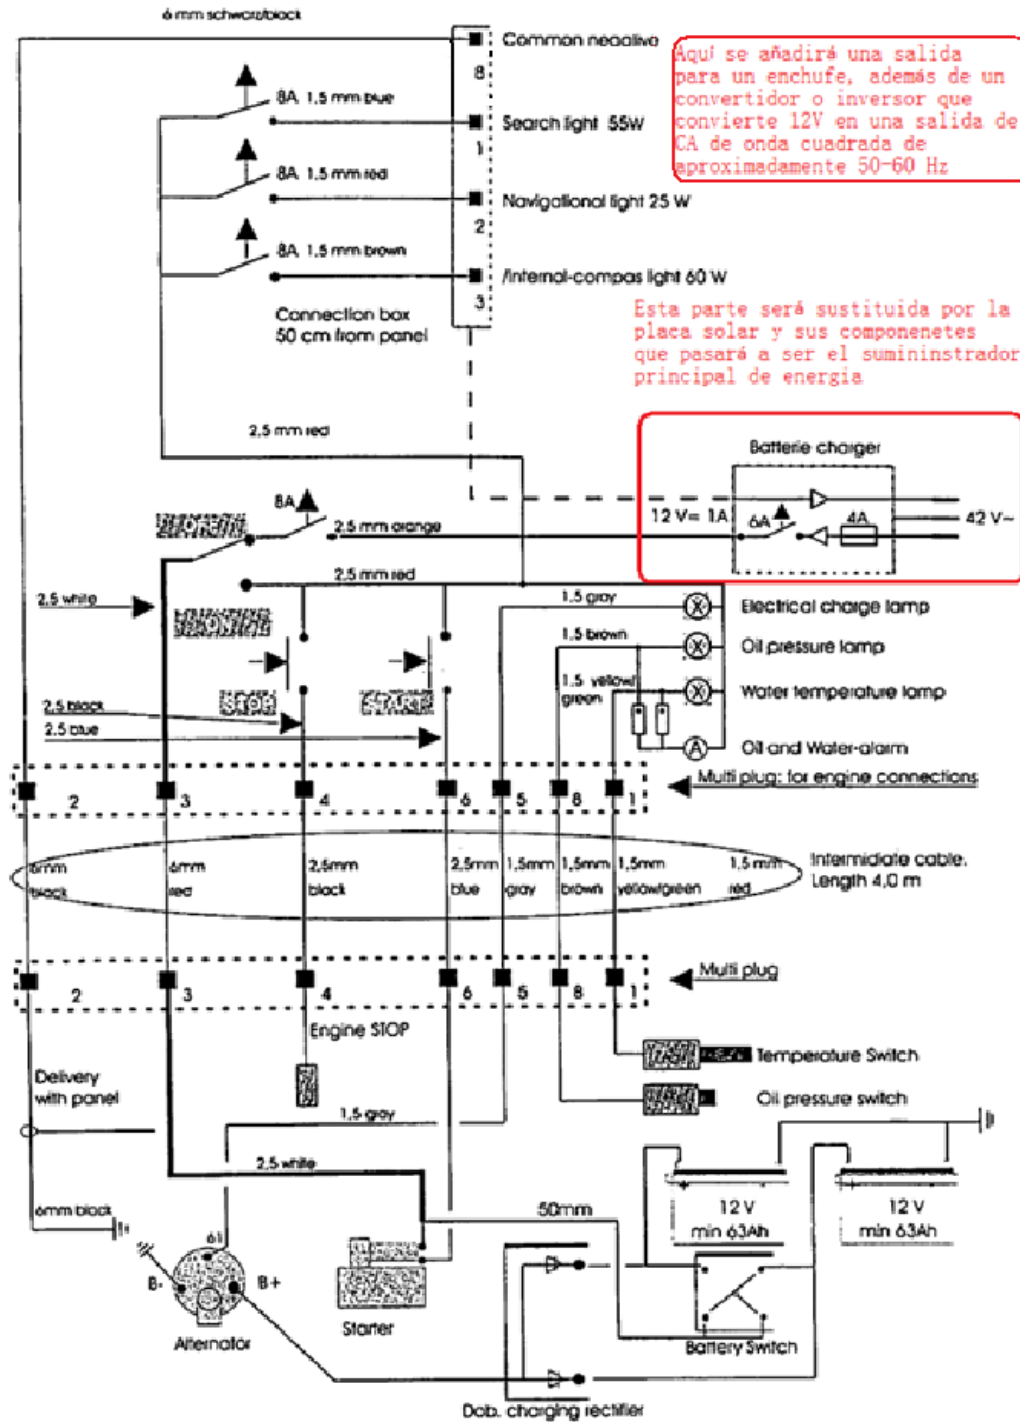 6 mm schwarz/black
Common negative
8
8A, 1,5 mm blue
Search light 55W
1
8A, 1,5 mm red
Navigational light 25 W
2
8A, 1,5 mm brown
/Internal-compas light 60 W
3
Connection box
50 cm from panel
Aquí se añadirá una salida
para un enchufe, además de un
convertidor o inversor que
convierte 12V en una salida de
CA de onda cuadrada de
aproximadamente 50-60 Hz
Esta parte será sustituida por la
placa solar y sus componenetes
que pasará a ser el sumininstrador
principal de energia
2,5 mm red
Batterie charger
8A
2,5 mm orange
12 V= 1A
6A
4A
42 V~
2,5 mm red
2,5 white
1,5 gray
Electrical charge lamp
1,5 brown
Oil pressure lamp
1,5 yellow/
green
Water temperature lamp
STOP
START
2,5 black
2,5 blue
A
Oil and Water-alarm
Multi plug: for engine connections
2 3 4 6 5 8 1
6mm
black
6mm
red
2,5mm
black
2,5mm
blue
1,5mm
gray
1,5mm
brown
1,5mm
yellow/green
1,5 mm
red
Intermidiate cable.
Length 4,0 m
2 3 4 6 5 8 1
Multi plug
Engine STOP
Temperature Switch
Delivery
with panel
Oil pressure switch
1,5 gray
2,5 white
6mm black
50mm
12 V
min 63Ah
12 V
min 63Ah
61
B-
B+
Alternator
Starter
Battery Switch
Dob. charging rectifier